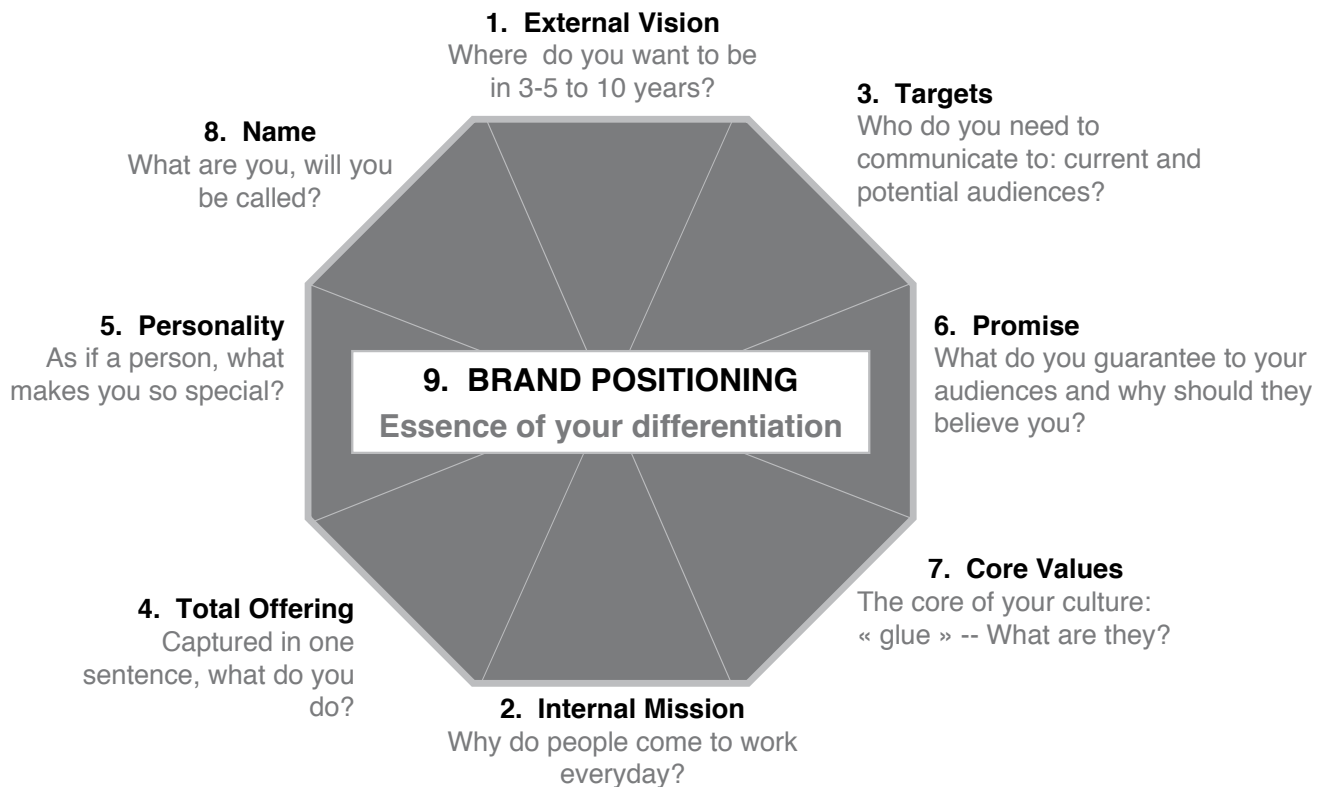 1. External Vision
Where do you want to be
in 3-5 to 10 years?
3. Targets
Who do you need to
communicate to: current and
potential audiences?
8. Name
What are you, will you
be called?
5. Personality
As if a person, what
makes you so special?
6. Promise
What do you guarantee to your
audiences and why should they
believe you?
9. BRAND POSITIONING
Essence of your differentiation
7. Core Values
The core of your culture:
« glue » -- What are they?
4. Total Offering
Captured in one
sentence, what do you
do?
2. Internal Mission
Why do people come to work
everyday?